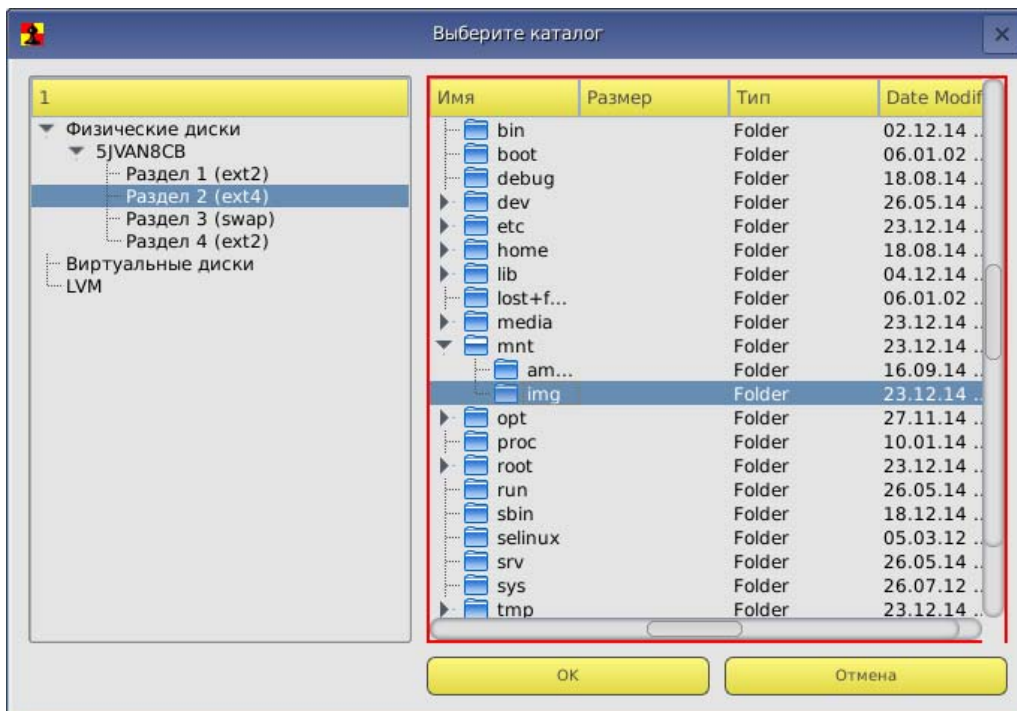 Выберите каталог
1
Физические диски
5JVAN8CB
Раздел 1 (ext2)
Раздел 2 (ext4)
Раздел 3 (swap)
Раздел 4 (ext2)
Виртуальные диски
LVM
Имя Размер Тип Date Modif
bin Folder 02.12.14 ..
boot Folder 06.01.02 ..
debug Folder 18.08.14 ..
dev Folder 26.05.14 ..
etc Folder 23.12.14 ..
home Folder 18.08.14 ..
lib Folder 04.12.14 ..
lost+f... Folder 06.01.02 ..
media Folder 23.12.14 ..
mnt Folder 23.12.14 ..
am... Folder 16.09.14 ..
img Folder 23.12.14 ..
opt Folder 27.11.14 ..
proc Folder 10.01.14 ..
root Folder 23.12.14 ..
run Folder 26.05.14 ..
sbin Folder 18.12.14 ..
selinux Folder 05.03.12 ..
srv Folder 26.05.14 ..
sys Folder 26.07.12 ..
tmp Folder 23.12.14 ..
OK Отмена